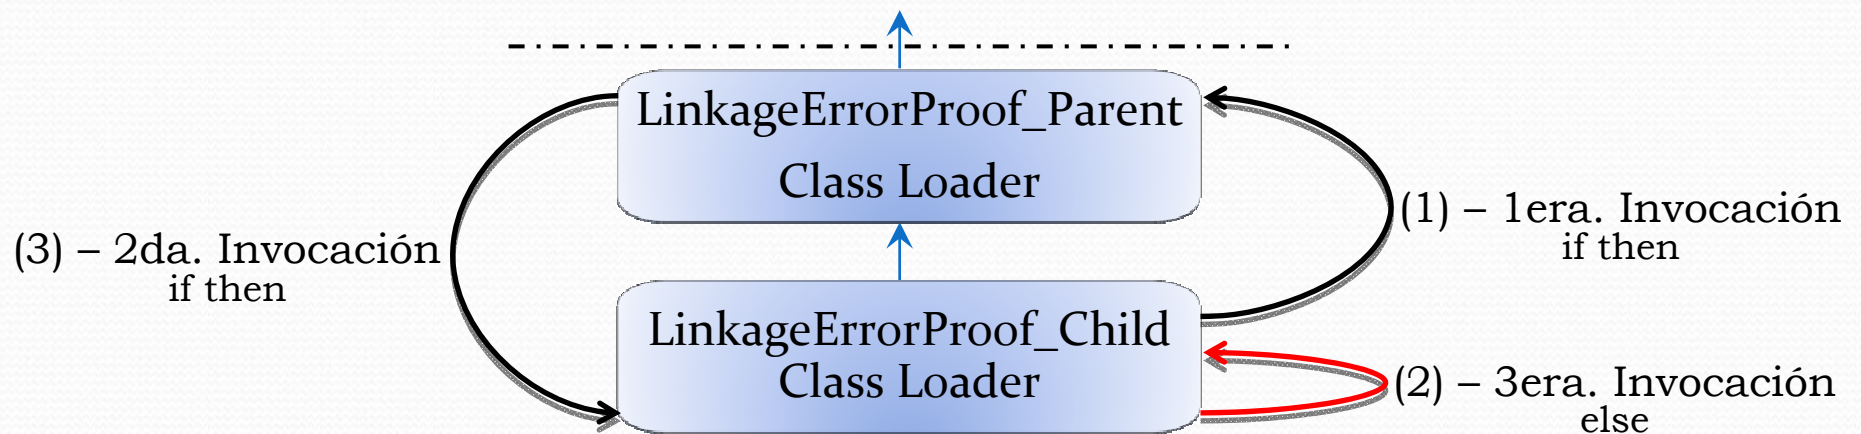 LinkageErrorProof_Parent
Class Loader
(1) – 1era. Invocación
if then
(3) – 2da. Invocación
if then
LinkageErrorProof_Child
Class Loader
(2) – 3era. Invocación
else